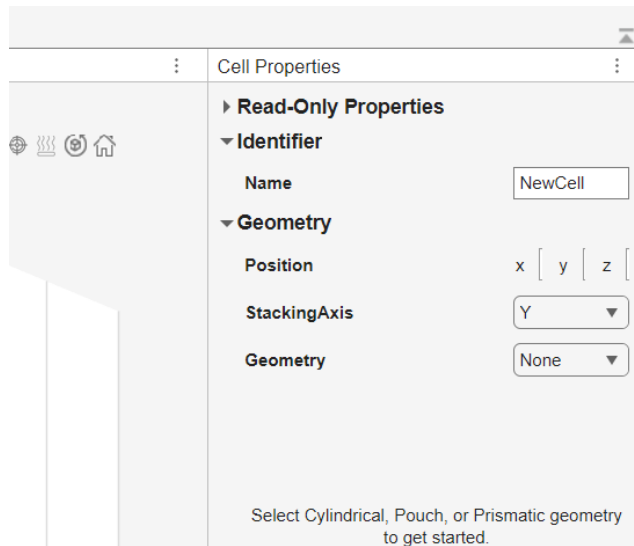 Cell Properties
Read-Only Properties
Identifier
Name NewCell
Geometry
Position x y z
StackingAxis Y
Geometry None
Select Cylindrical, Pouch, or Prismatic geometry
to get started.